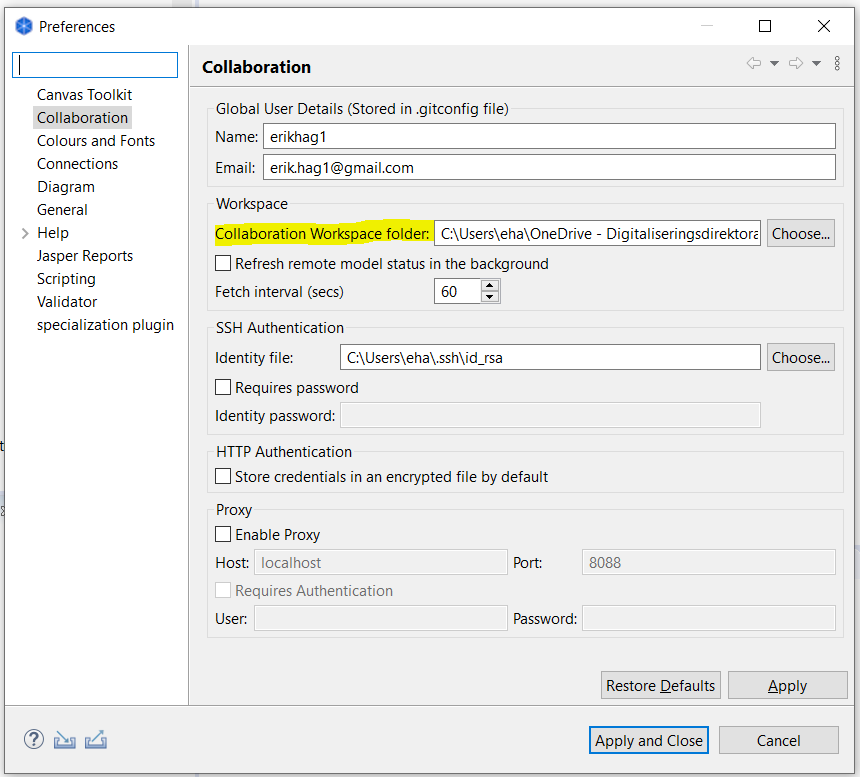 Preferences
Collaboration
Canvas Toolkit
Collaboration
Colours and Fonts
Connections
Diagram
General
Help
Jasper Reports
Scripting
Validator
specialization plugin
Global User Details (Stored in .gitconfig file)
Name: erikhag1
Email: erik.hag1@gmail.com
Workspace
Collaboration Workspace folder: C:\Users\eha\OneDrive - Digitaliseringsdirektora Choose...
Refresh remote model status in the background
Fetch interval (secs) 60
SSH Authentication
Identity file: C:\Users\eha\.ssh\id_rsa Choose...
Requires password
Identity password:
HTTP Authentication
Store credentials in an encrypted file by default
Proxy
Enable Proxy
Host: localhost Port: 8088
Requires Authentication
User: Password:
Restore Defaults Apply
? Apply and Close Cancel